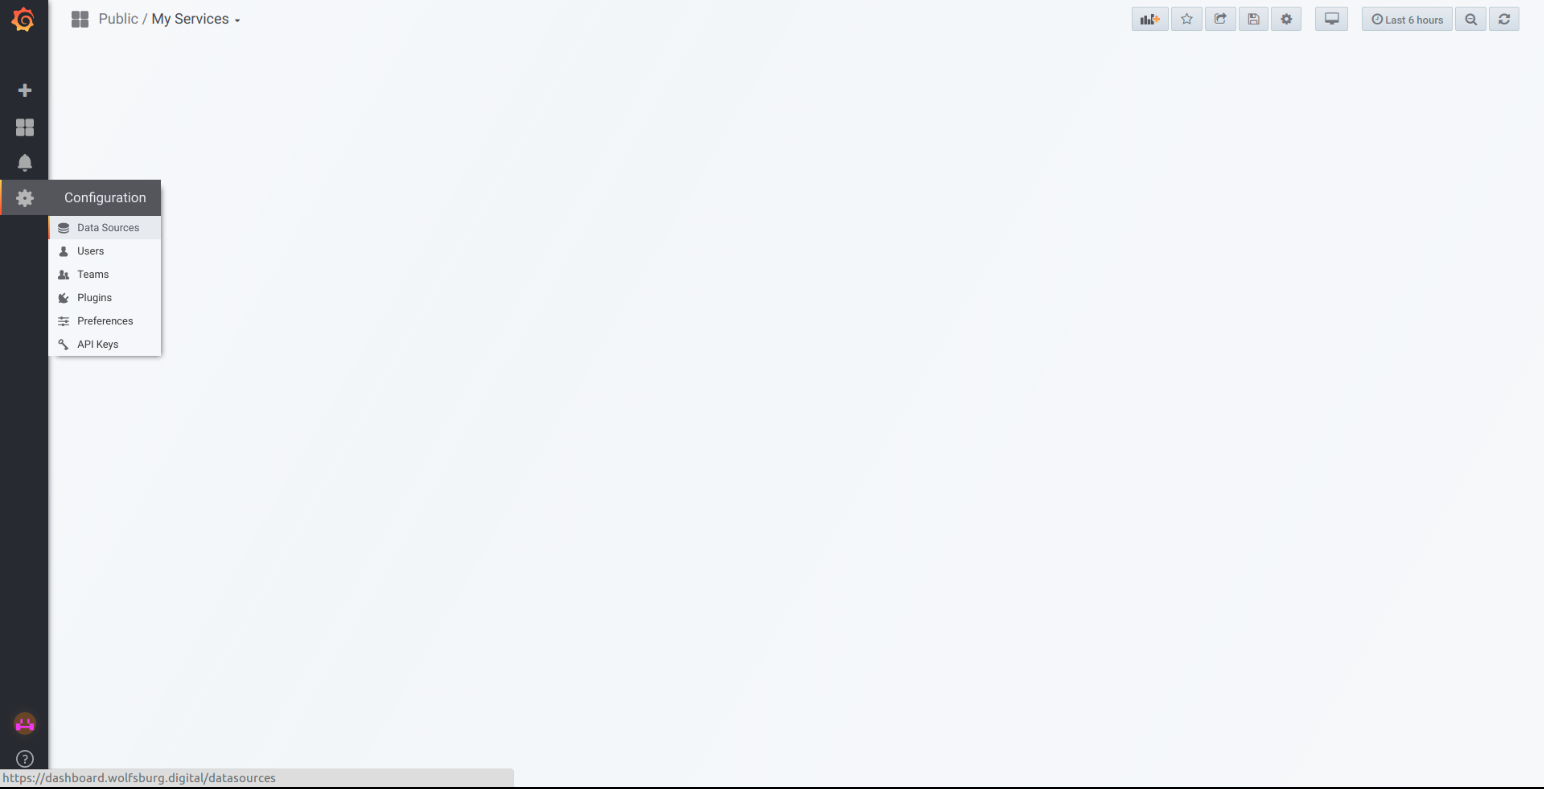 Public / My Services
Last 6 hours
Configuration
Data Sources
Users
Teams
Plugins
Preferences
API Keys
?
https://dashboard.wolfsburg.digital/datasources